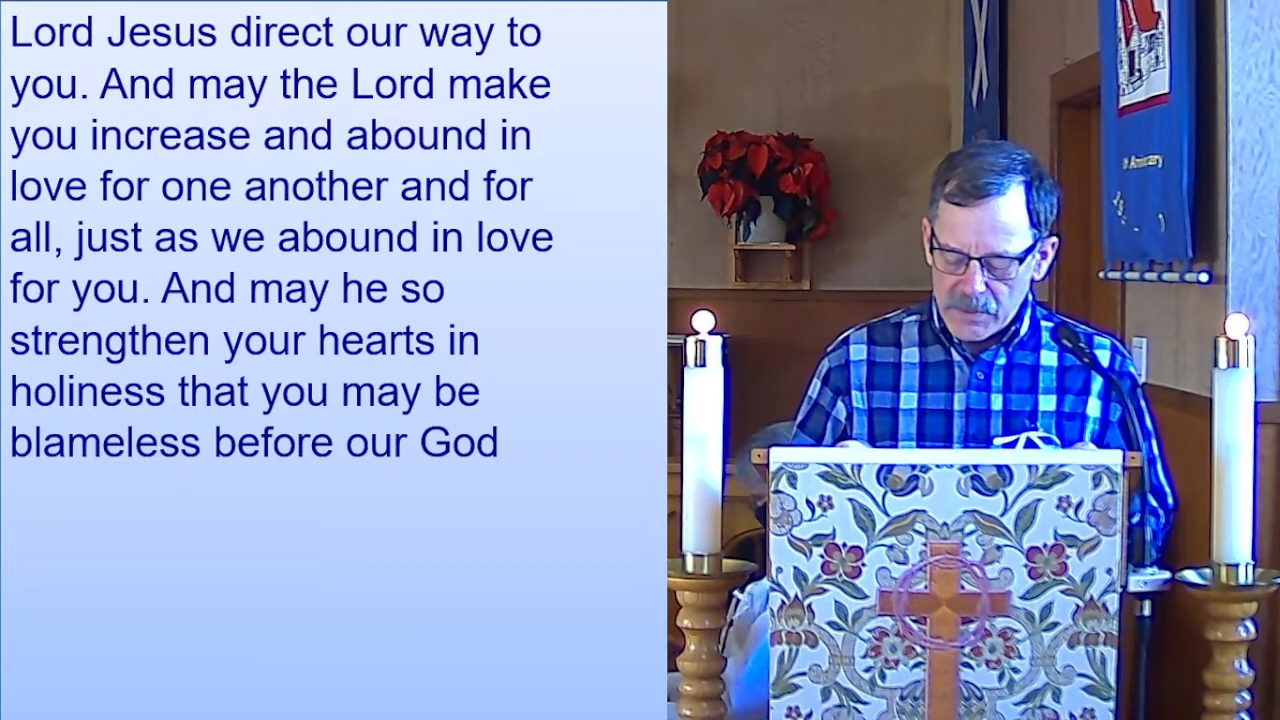 Lord Jesus direct our way to
you. And may the Lord make
you increase and abound in
love for one another and for
all, just as we abound in love
for you. And may he so
strengthen your hearts in
holiness that you may be
blameless before our God